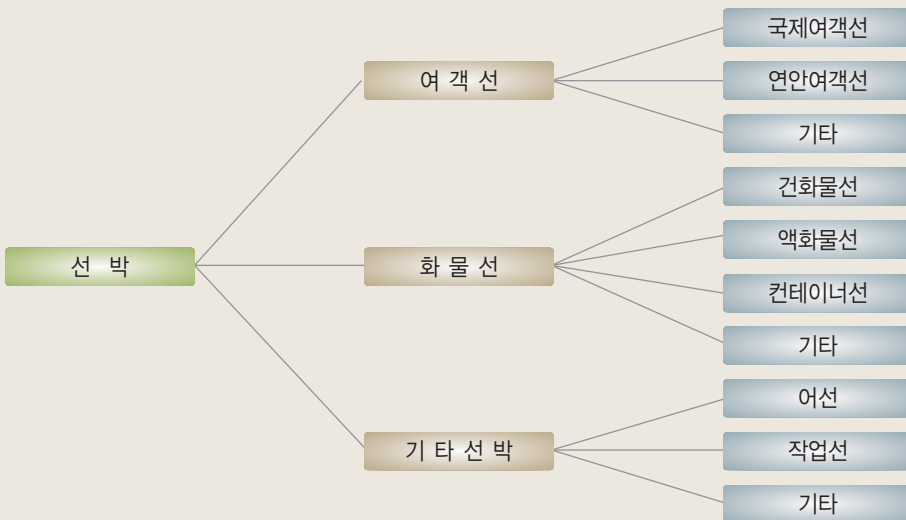 선 박
여 객 선
국제여객선
연안여객선
기타
화 물 선
건화물선
액화물선
컨테이너선
기타
기 타 선 박
어선
작업선
기타